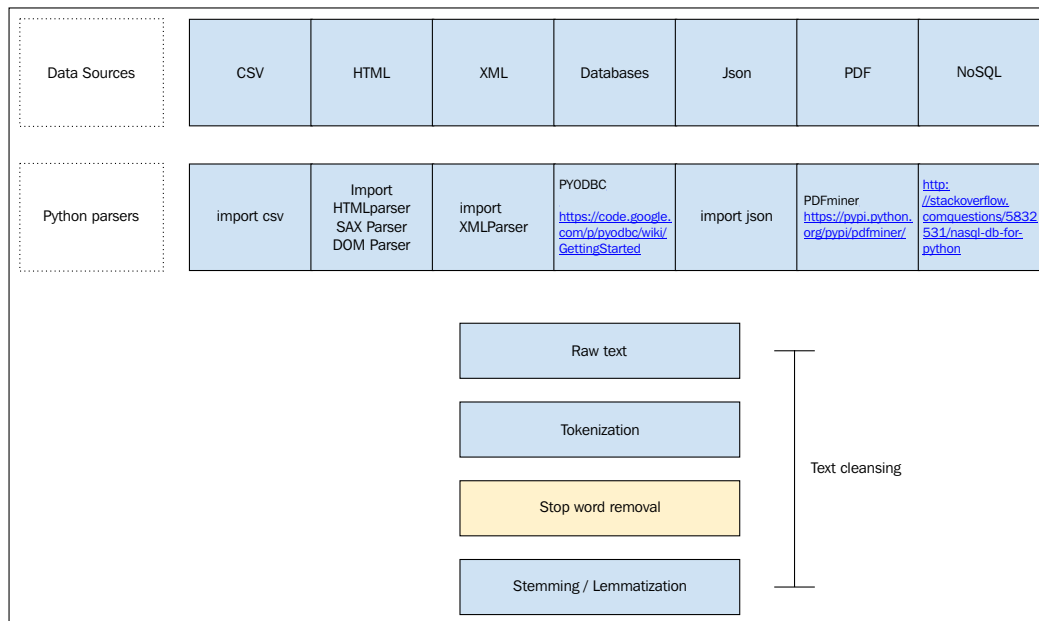 Data Sources
CSV
HTML
XML
Databases
Json
PDF
NoSQL
Python parsers
import csv
Import
HTMLparser
SAX Parser
DOM Parser
import
XMLParser
PYODBC
https://code.google.
com/p/pyodbc/wiki/
GettingStarted
import json
PDFminer
https://pypi.python.
org/pypi/pdfminer/
http:
//stackoverflow.
comquestions/5832
531/nasql-db-for-
python
Raw text
Tokenization
Stop word removal
Stemming / Lemmatization
Text cleansing